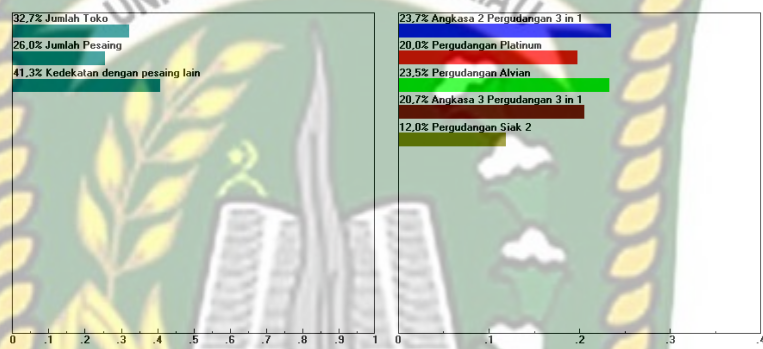 32,7% Jumlah Toko
26,0% Jumlah Pesaing
41,3% Kedekatan dengan pesaing lain
0 .1 .2 .3 .4 .5 .6 .7 .8 .9 1
23,7% Angkasa 2 Pergudangan 3 in 1
20,0% Pergudangan Platinum
23,5% Pergudangan Alvian
20,7% Angkasa 3 Pergudangan 3 in 1
12,0% Pergudangan Siak 2
0 .1 .2 .3 .4